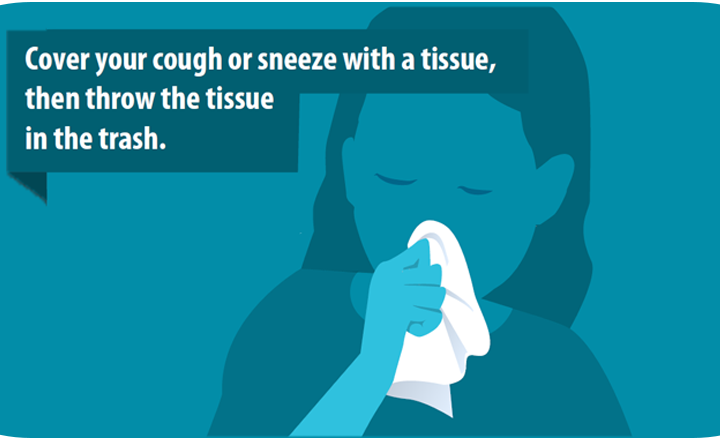 Cover your cough or sneeze with a tissue,
then throw the tissue
in the trash.